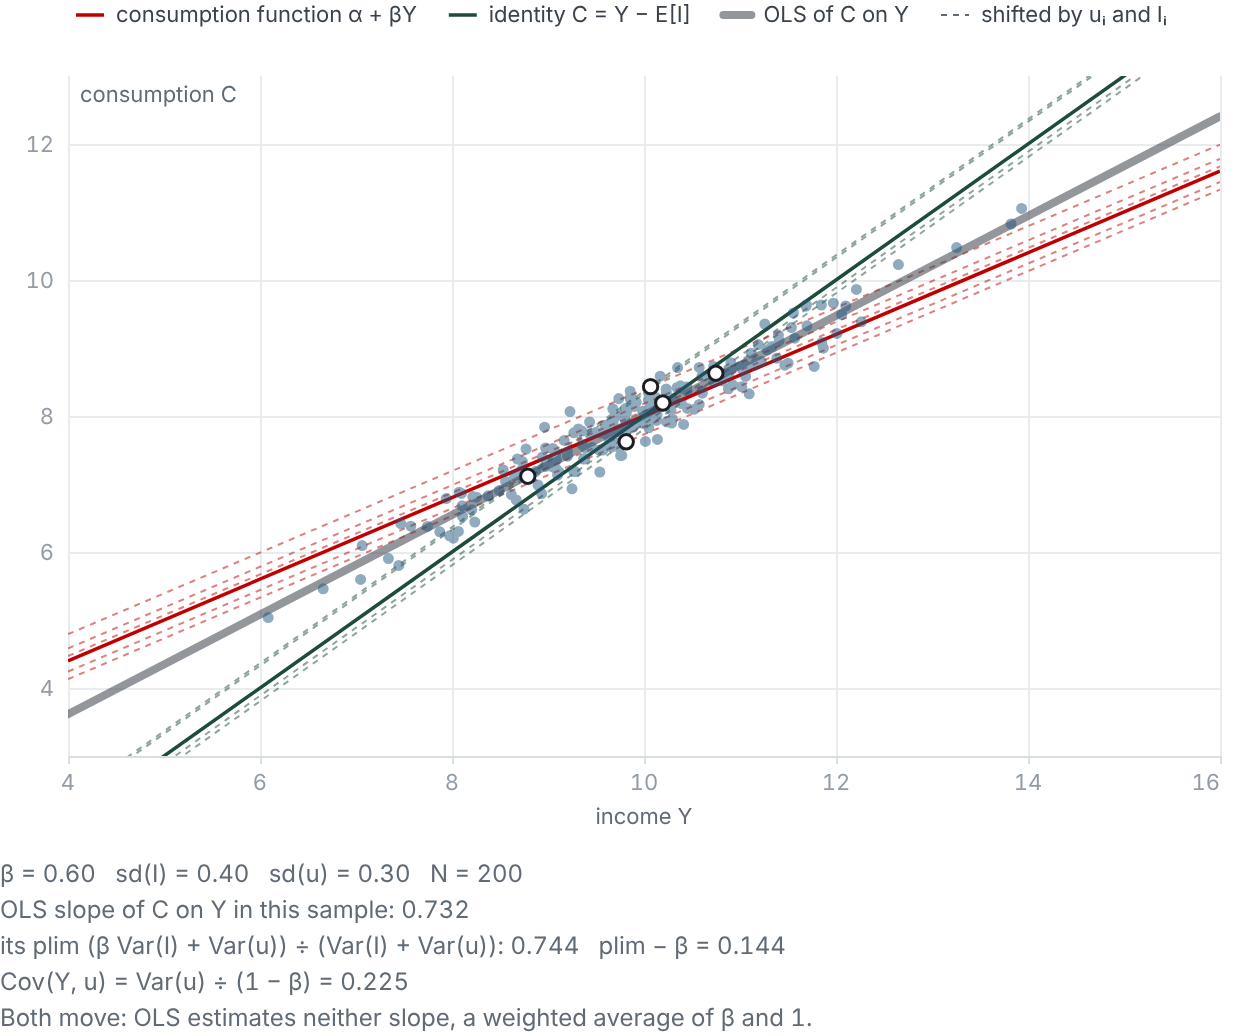 consumption function α + βY   identity C = Y − E[I]   OLS of C on Y   shifted by uᵢ and Iᵢ
consumption C
12
10
8
6
4
4   6   8   10   12   14   16
income Y
β = 0.60   sd(I) = 0.40   sd(u) = 0.30   N = 200
OLS slope of C on Y in this sample: 0.732
its plim (β Var(I) + Var(u)) ÷ (Var(I) + Var(u)): 0.744   plim − β = 0.144
Cov(Y, u) = Var(u) ÷ (1 − β) = 0.225
Both move: OLS estimates neither slope, a weighted average of β and 1.